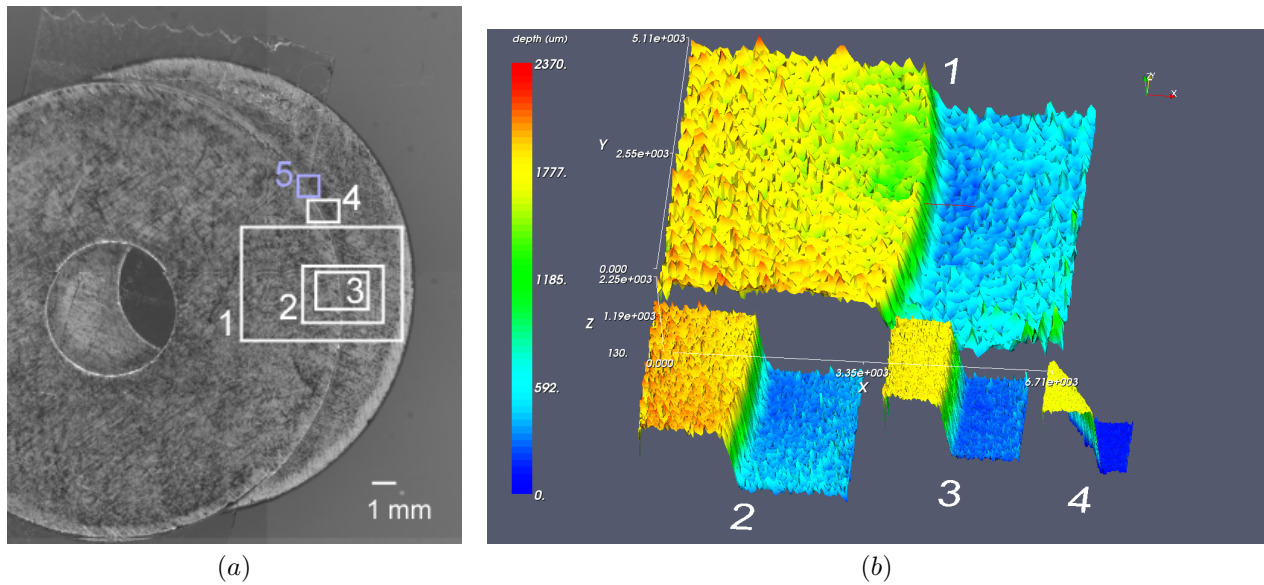 5
4
3
2
1
1 mm
(a)
depth (um)
2370.
1777.
1185.
592.
0.
5.11e+003
Y
2.55e+003
0.000
2.25e+003
Z
1.19e+003
130.
0.000
3.35e+003
X
6.71e+003
1
2
3
4
ZY
X
(b)